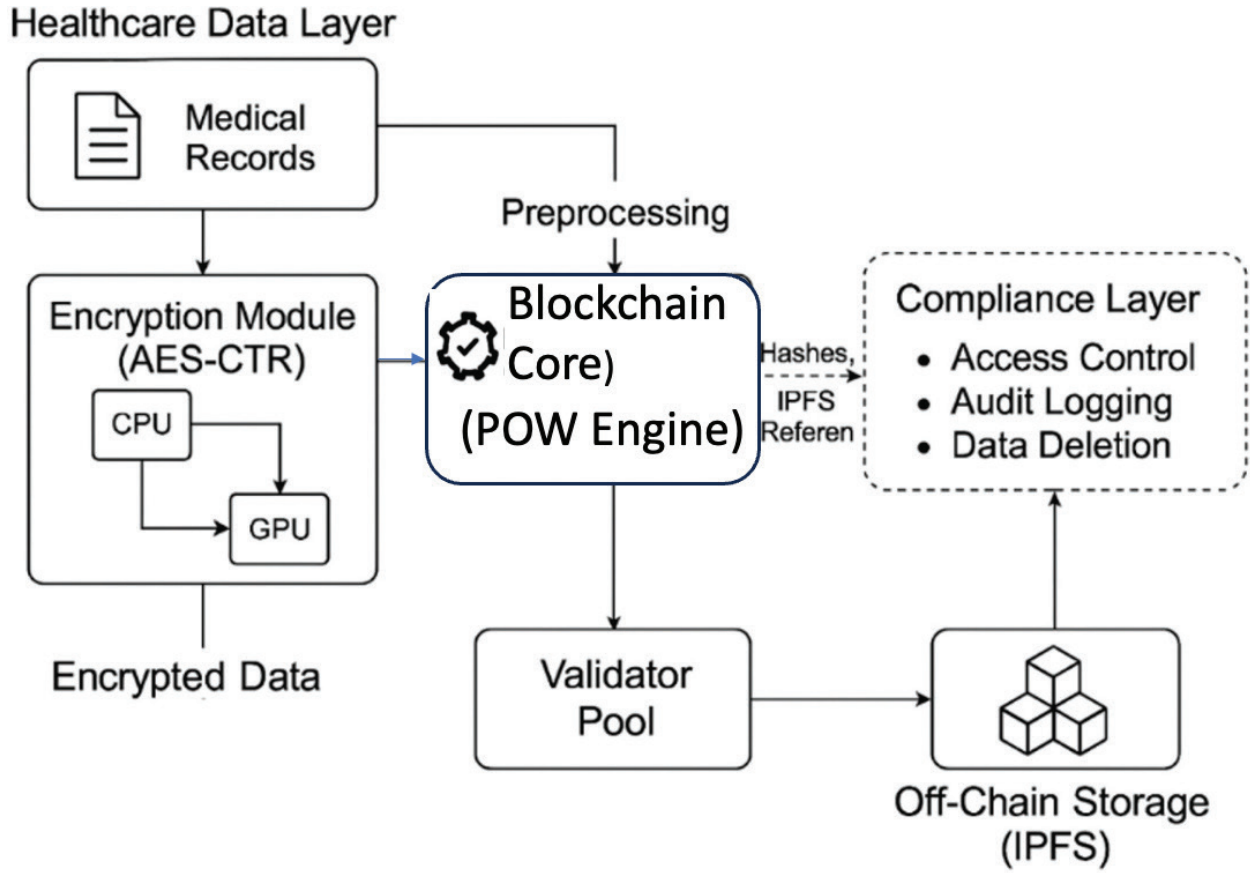 Healthcare Data Layer
Medical
Records
Preprocessing
Encryption Module
(AES-CTR)
CPU
GPU
Encrypted Data
Blockchain
Core)
(POW Engine)
Hashes,
IPFS
Referen
Compliance Layer
• Access Control
• Audit Logging
• Data Deletion
Validator
Pool
Off-Chain Storage
(IPFS)